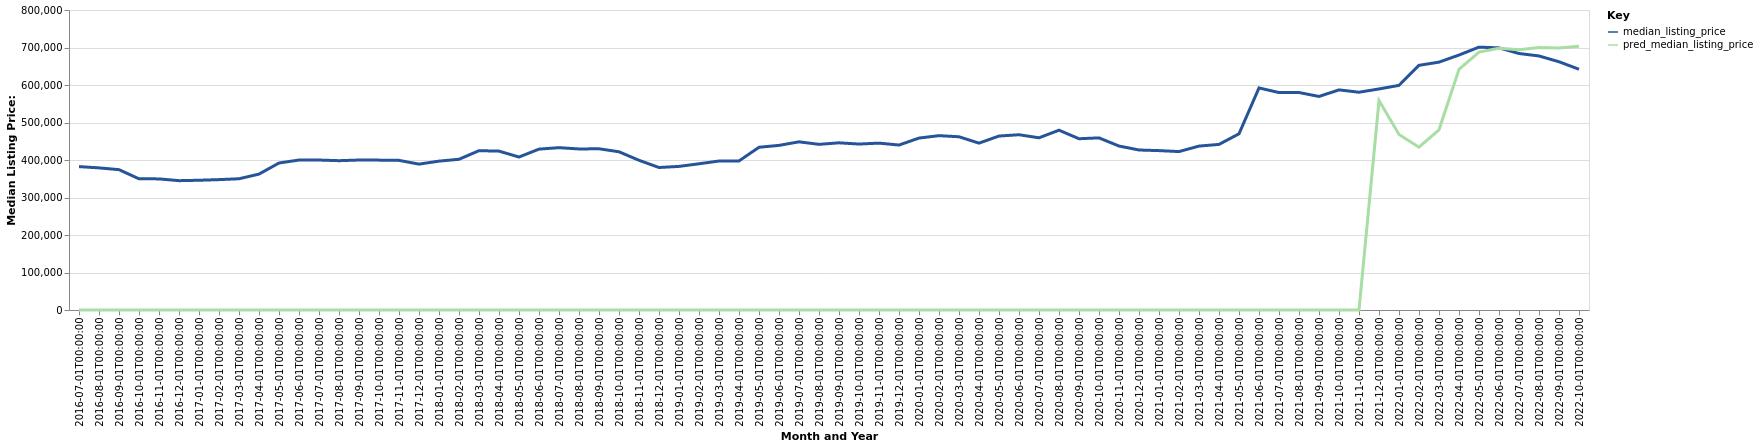 Median Listing Price:
800,000
700,000
600,000
500,000
400,000
300,000
200,000
100,000
0
2016-07-01T00:00:00
2016-08-01T00:00:00
2016-09-01T00:00:00
2016-10-01T00:00:00
2016-11-01T00:00:00
2016-12-01T00:00:00
2017-01-01T00:00:00
2017-02-01T00:00:00
2017-03-01T00:00:00
2017-04-01T00:00:00
2017-05-01T00:00:00
2017-06-01T00:00:00
2017-07-01T00:00:00
2017-08-01T00:00:00
2017-09-01T00:00:00
2017-10-01T00:00:00
2017-11-01T00:00:00
2017-12-01T00:00:00
2018-01-01T00:00:00
2018-02-01T00:00:00
2018-03-01T00:00:00
2018-04-01T00:00:00
2018-05-01T00:00:00
2018-06-01T00:00:00
2018-07-01T00:00:00
2018-08-01T00:00:00
2018-09-01T00:00:00
2018-10-01T00:00:00
2018-11-01T00:00:00
2018-12-01T00:00:00
2019-01-01T00:00:00
2019-02-01T00:00:00
2019-03-01T00:00:00
2019-04-01T00:00:00
2019-05-01T00:00:00
2019-06-01T00:00:00
2019-07-01T00:00:00
2019-08-01T00:00:00
2019-09-01T00:00:00
2019-10-01T00:00:00
2019-11-01T00:00:00
2019-12-01T00:00:00
2020-01-01T00:00:00
2020-02-01T00:00:00
2020-03-01T00:00:00
2020-04-01T00:00:00
2020-05-01T00:00:00
2020-06-01T00:00:00
2020-07-01T00:00:00
2020-08-01T00:00:00
2020-09-01T00:00:00
2020-10-01T00:00:00
2020-11-01T00:00:00
2020-12-01T00:00:00
2021-01-01T00:00:00
2021-02-01T00:00:00
2021-03-01T00:00:00
2021-04-01T00:00:00
2021-05-01T00:00:00
2021-06-01T00:00:00
2021-07-01T00:00:00
2021-08-01T00:00:00
2021-09-01T00:00:00
2021-10-01T00:00:00
2021-11-01T00:00:00
2021-12-01T00:00:00
2022-01-01T00:00:00
2022-02-01T00:00:00
2022-03-01T00:00:00
2022-04-01T00:00:00
2022-05-01T00:00:00
2022-06-01T00:00:00
2022-07-01T00:00:00
2022-08-01T00:00:00
2022-09-01T00:00:00
2022-10-01T00:00:00
Month and Year
Key
median_listing_price
pred_median_listing_price